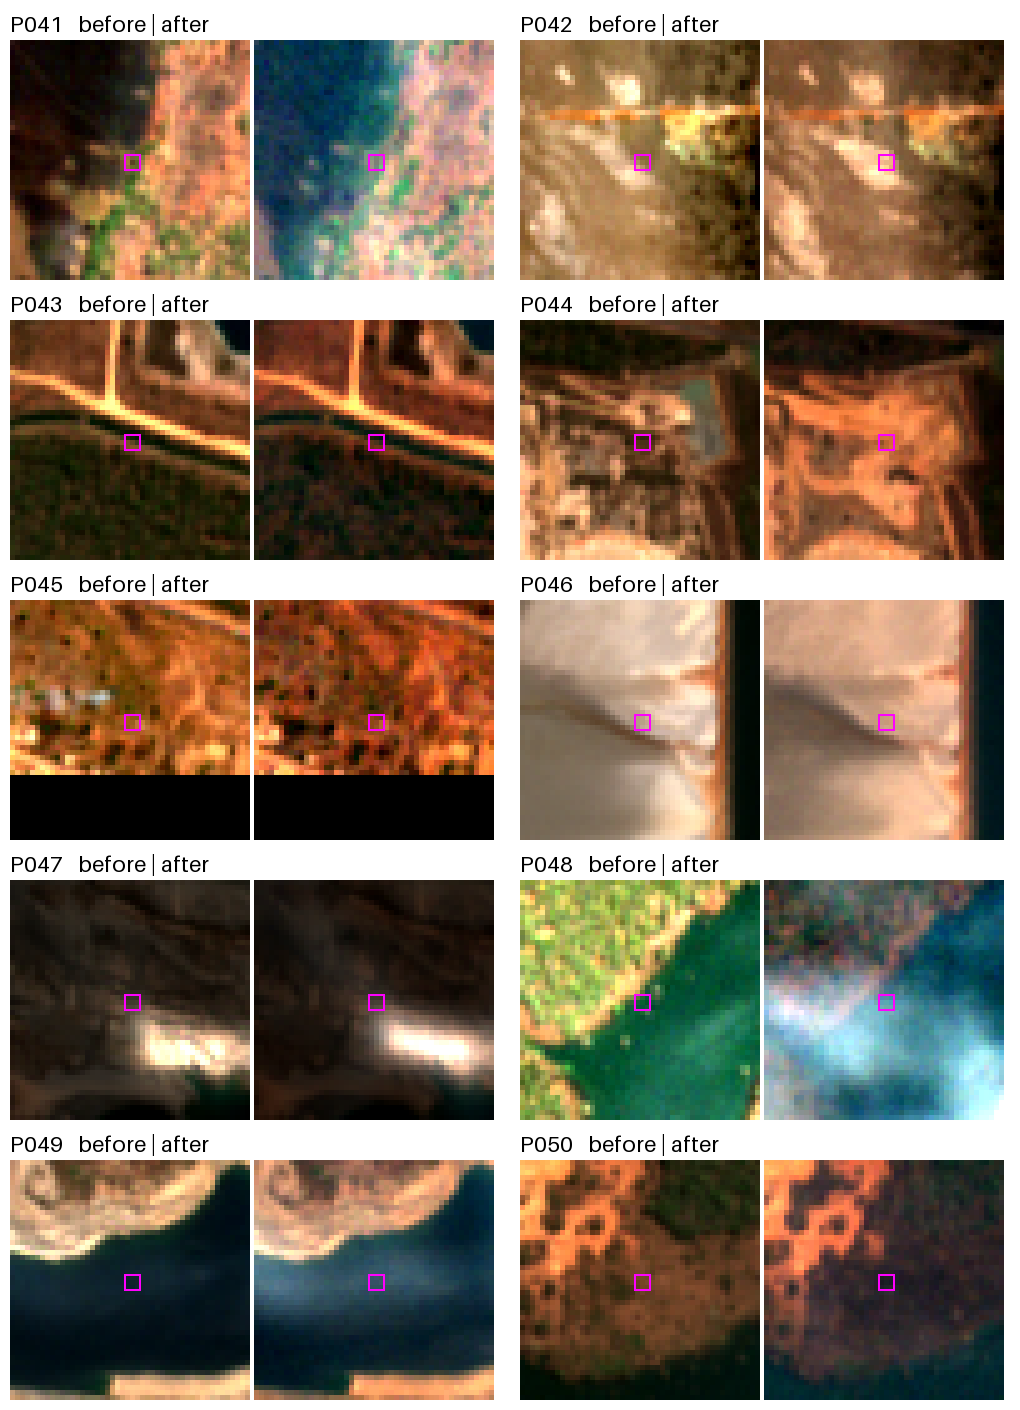 P041 before | after
P042 before | after
P043 before | after
P044 before | after
P045 before | after
P046 before | after
P047 before | after
P048 before | after
P049 before | after
P050 before | after